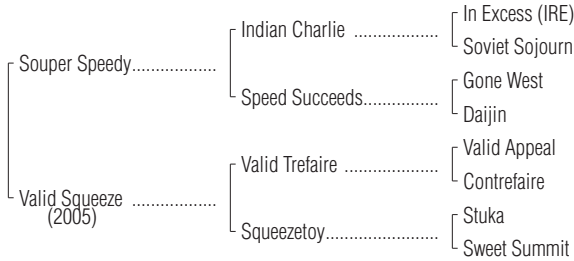 In Excess (IRE)
Indian Charlie ..................
Soviet Sojourn
Souper Speedy..................
Gone West
Speed Succeeds................
Daijin
Valid Appeal
Valid Trefaire ....................
Contrefaire
Valid Squeeze ..................
(2005)
Stuka
Squeezetoy........................
Sweet Summit